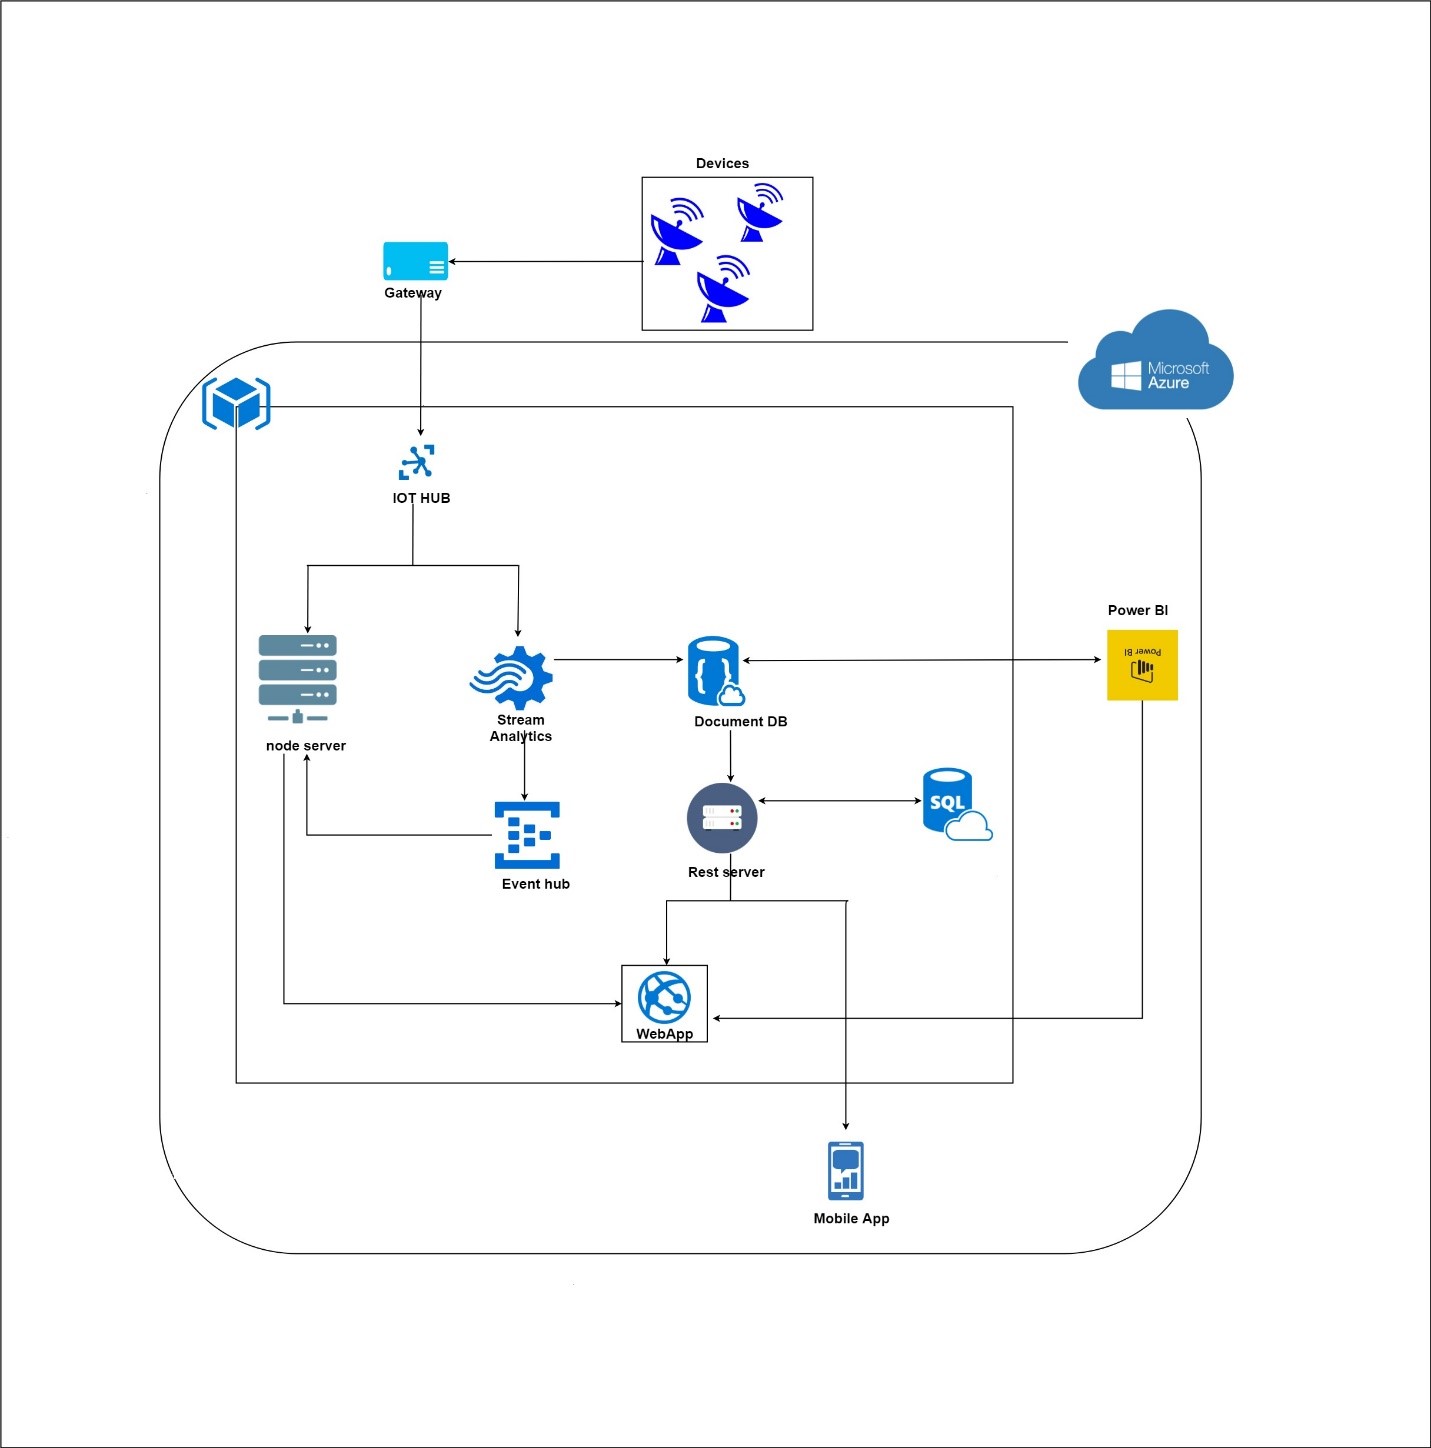 Devices
Gateway
Microsoft
Azure
IOT HUB
Power BI
Power BI
Stream
Analytics
Document DB
node server
SQL
Rest server
Event hub
WebApp
Mobile App